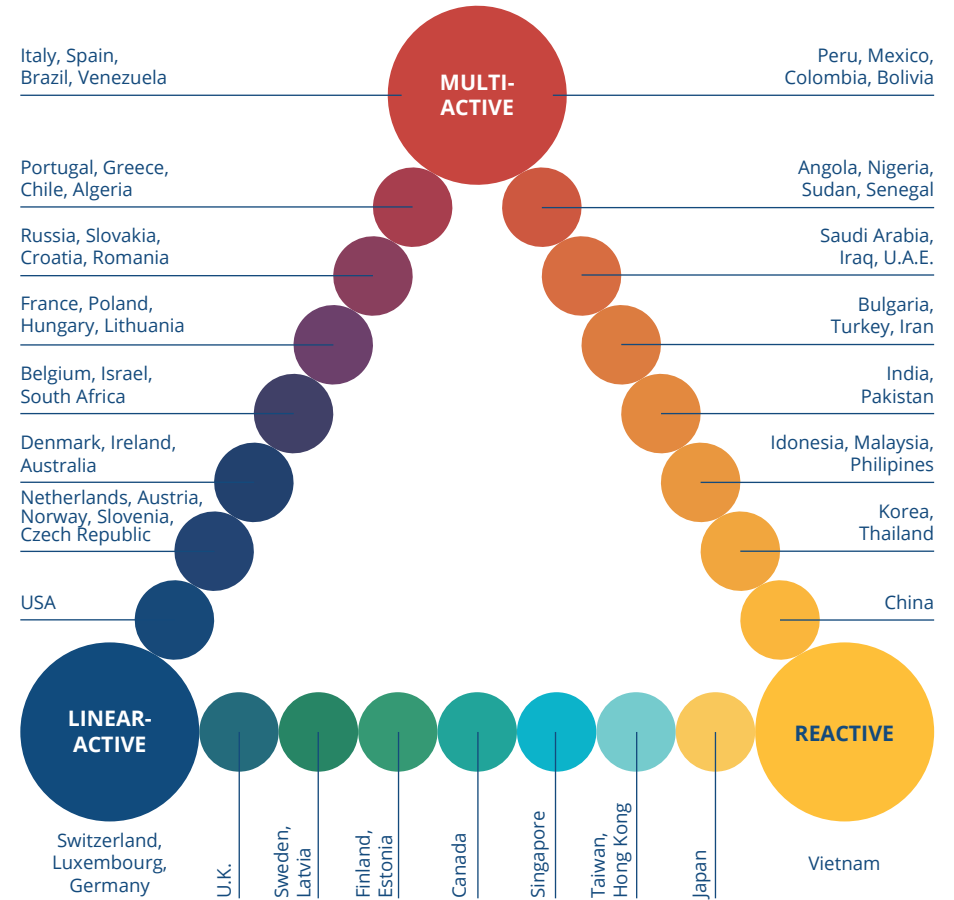 Italy, Spain,
Brazil, Venezuela
MULTI-
ACTIVE
Peru, Mexico,
Colombia, Bolivia
Portugal, Greece,
Chile, Algeria
Angola, Nigeria,
Sudan, Senegal
Russia, Slovakia,
Croatia, Romania
Saudi Arabia,
Iraq, U.A.E.
France, Poland,
Hungary, Lithuania
Bulgaria,
Turkey, Iran
Belgium, Israel,
South Africa
India,
Pakistan
Denmark, Ireland,
Australia
Idonesia, Malaysia,
Philipines
Netherlands, Austria,
Norway, Slovenia,
Czech Republic
Korea,
Thailand
USA
China
LINEAR-
ACTIVE
REACTIVE
Switzerland,
Luxembourg,
Germany
U.K.
Sweden,
Latvia
Finland,
Estonia
Canada
Singapore
Taiwan,
Hong Kong
Japan
Vietnam